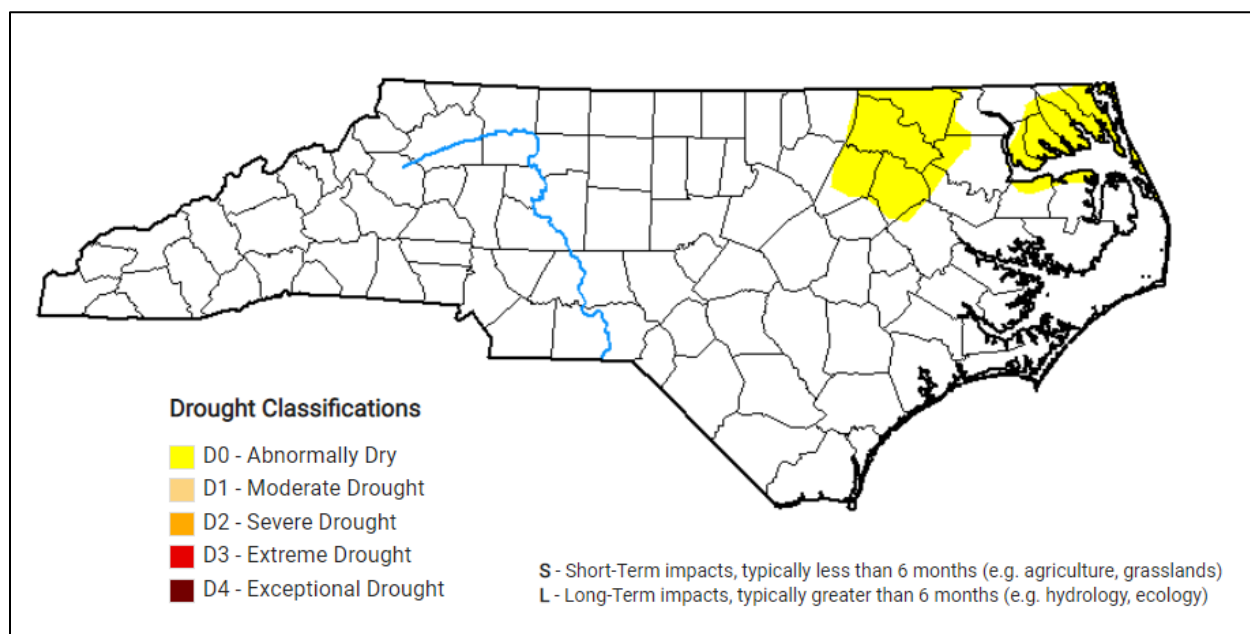 Drought Classifications
D0 - Abnormally Dry
D1 - Moderate Drought
D2 - Severe Drought
D3 - Extreme Drought
D4 - Exceptional Drought
S - Short-Term impacts, typically less than 6 months (e.g. agriculture, grasslands)
L - Long-Term impacts, typically greater than 6 months (e.g. hydrology, ecology)